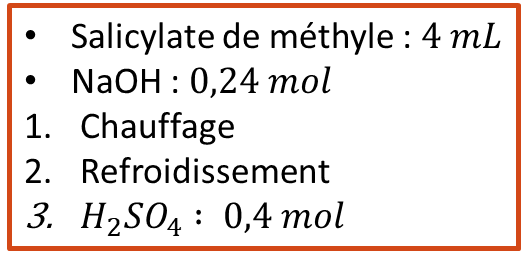 • Salicylate de méthyle : 4 mL
• NaOH : 0,24 mol
1. Chauffage
2. Refroidissement
3. H₂SO₄ : 0,4 mol